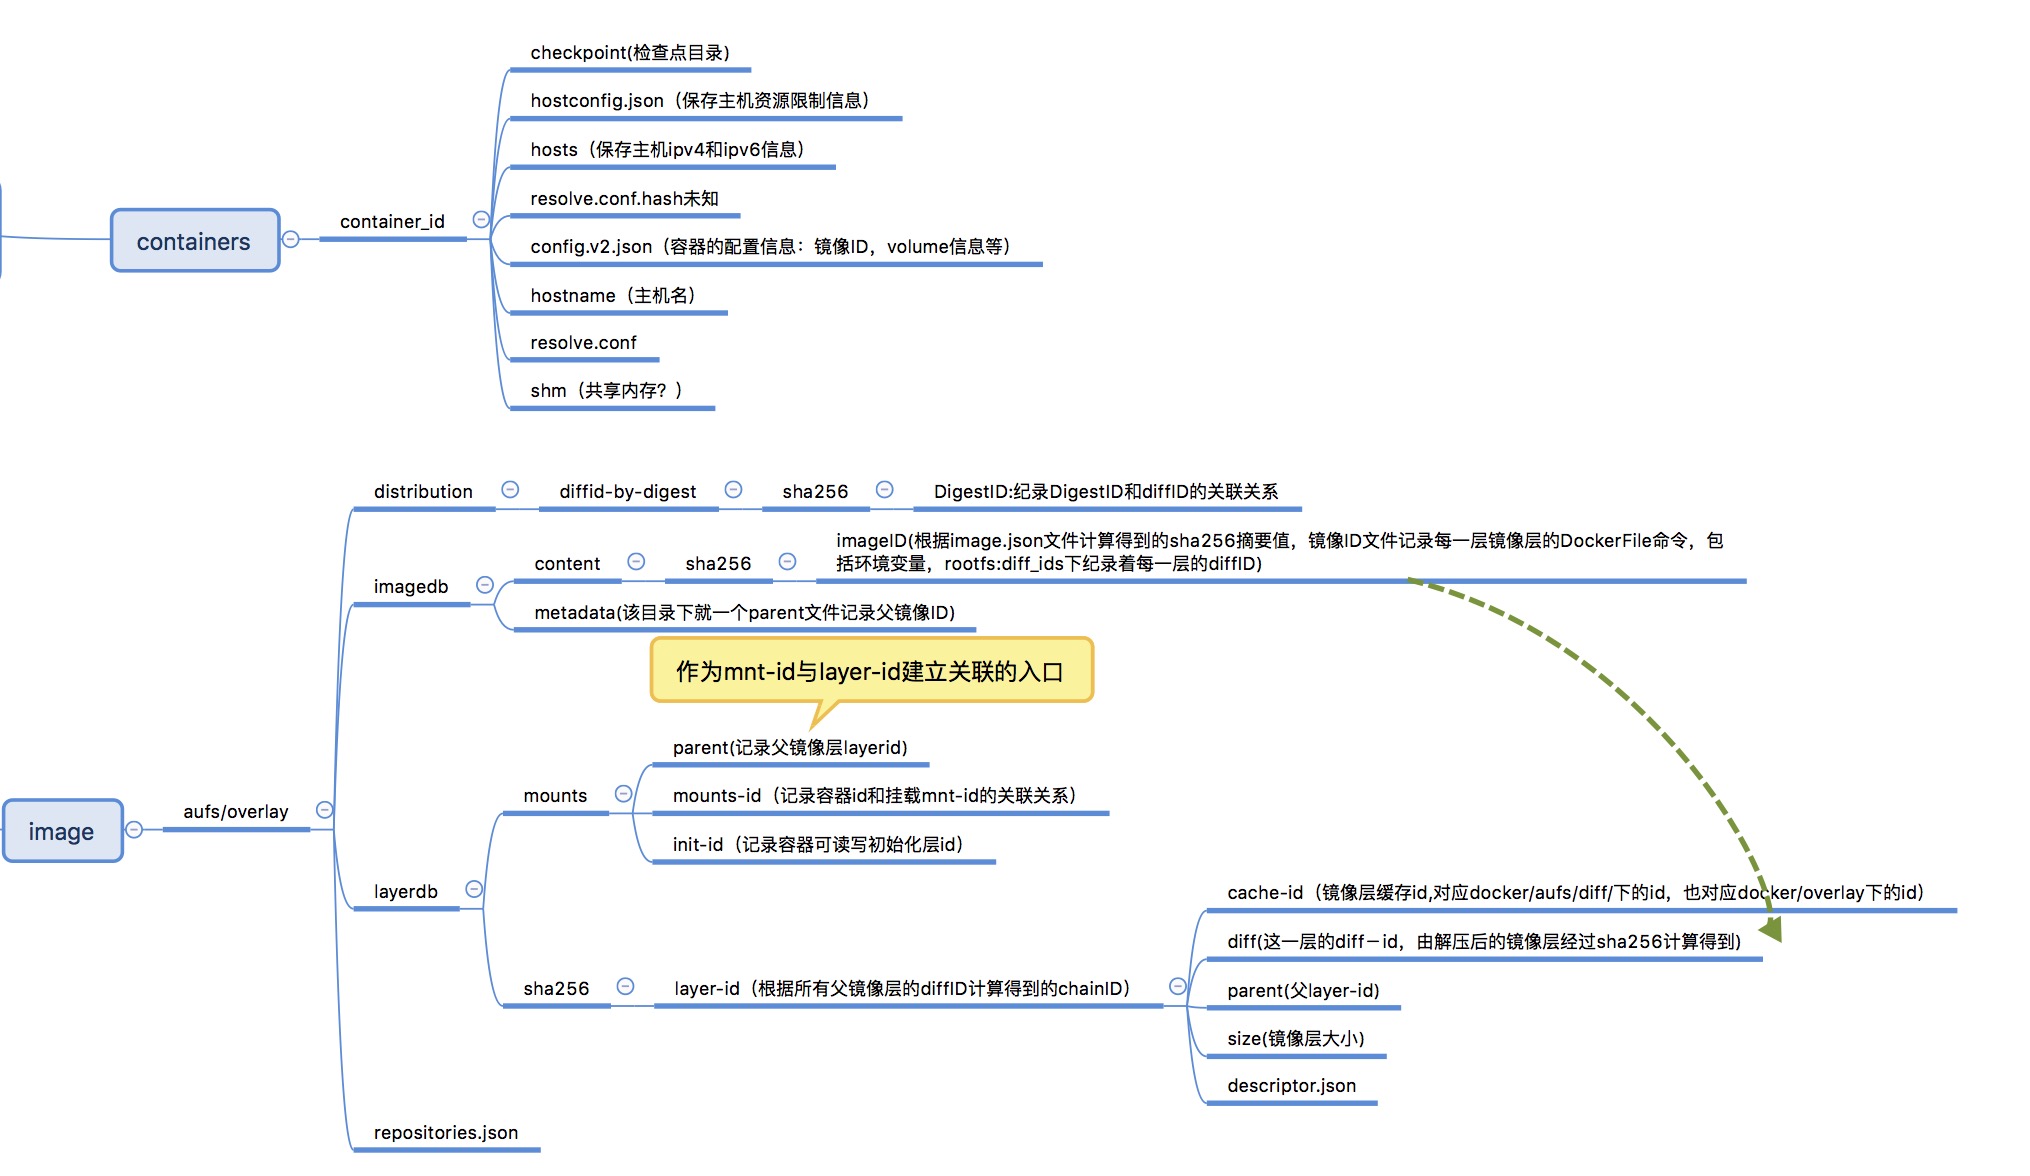 checkpoint(检查点目录)
hostconfig.json（保存主机资源限制信息）
hosts（保存主机ipv4和ipv6信息）
resolve.conf.hash未知
containers
container_id
config.v2.json（容器的配置信息：镜像ID，volume信息等）
hostname（主机名）
resolve.conf
shm（共享内存？）
distribution
diffid-by-digest
sha256
DigestID:纪录DigestID和diffID的关联关系
imagedb
content
sha256
imageID(根据image.json文件计算得到的sha256摘要值，镜像ID文件记录每一层镜像层的DockerFile命令，包
括环境变量，rootfs:diff_ids下纪录着每一层的diffID)
metadata(该目录下就一个parent文件记录父镜像ID)
作为mnt-id与layer-id建立关联的入口
parent(记录父镜像层layerid)
mounts
mounts-id（记录容器id和挂载mnt-id的关联关系）
init-id（记录容器可读写初始化层id）
image
aufs/overlay
layerdb
cache-id（镜像层缓存id,对应docker/aufs/diff/下的id，也对应docker/overlay下的id）
diff(这一层的diff－id，由解压后的镜像层经过sha256计算得到)
sha256
layer-id（根据所有父镜像层的diffID计算得到的chainID）
parent(父layer-id)
size(镜像层大小)
descriptor.json
repositories.json